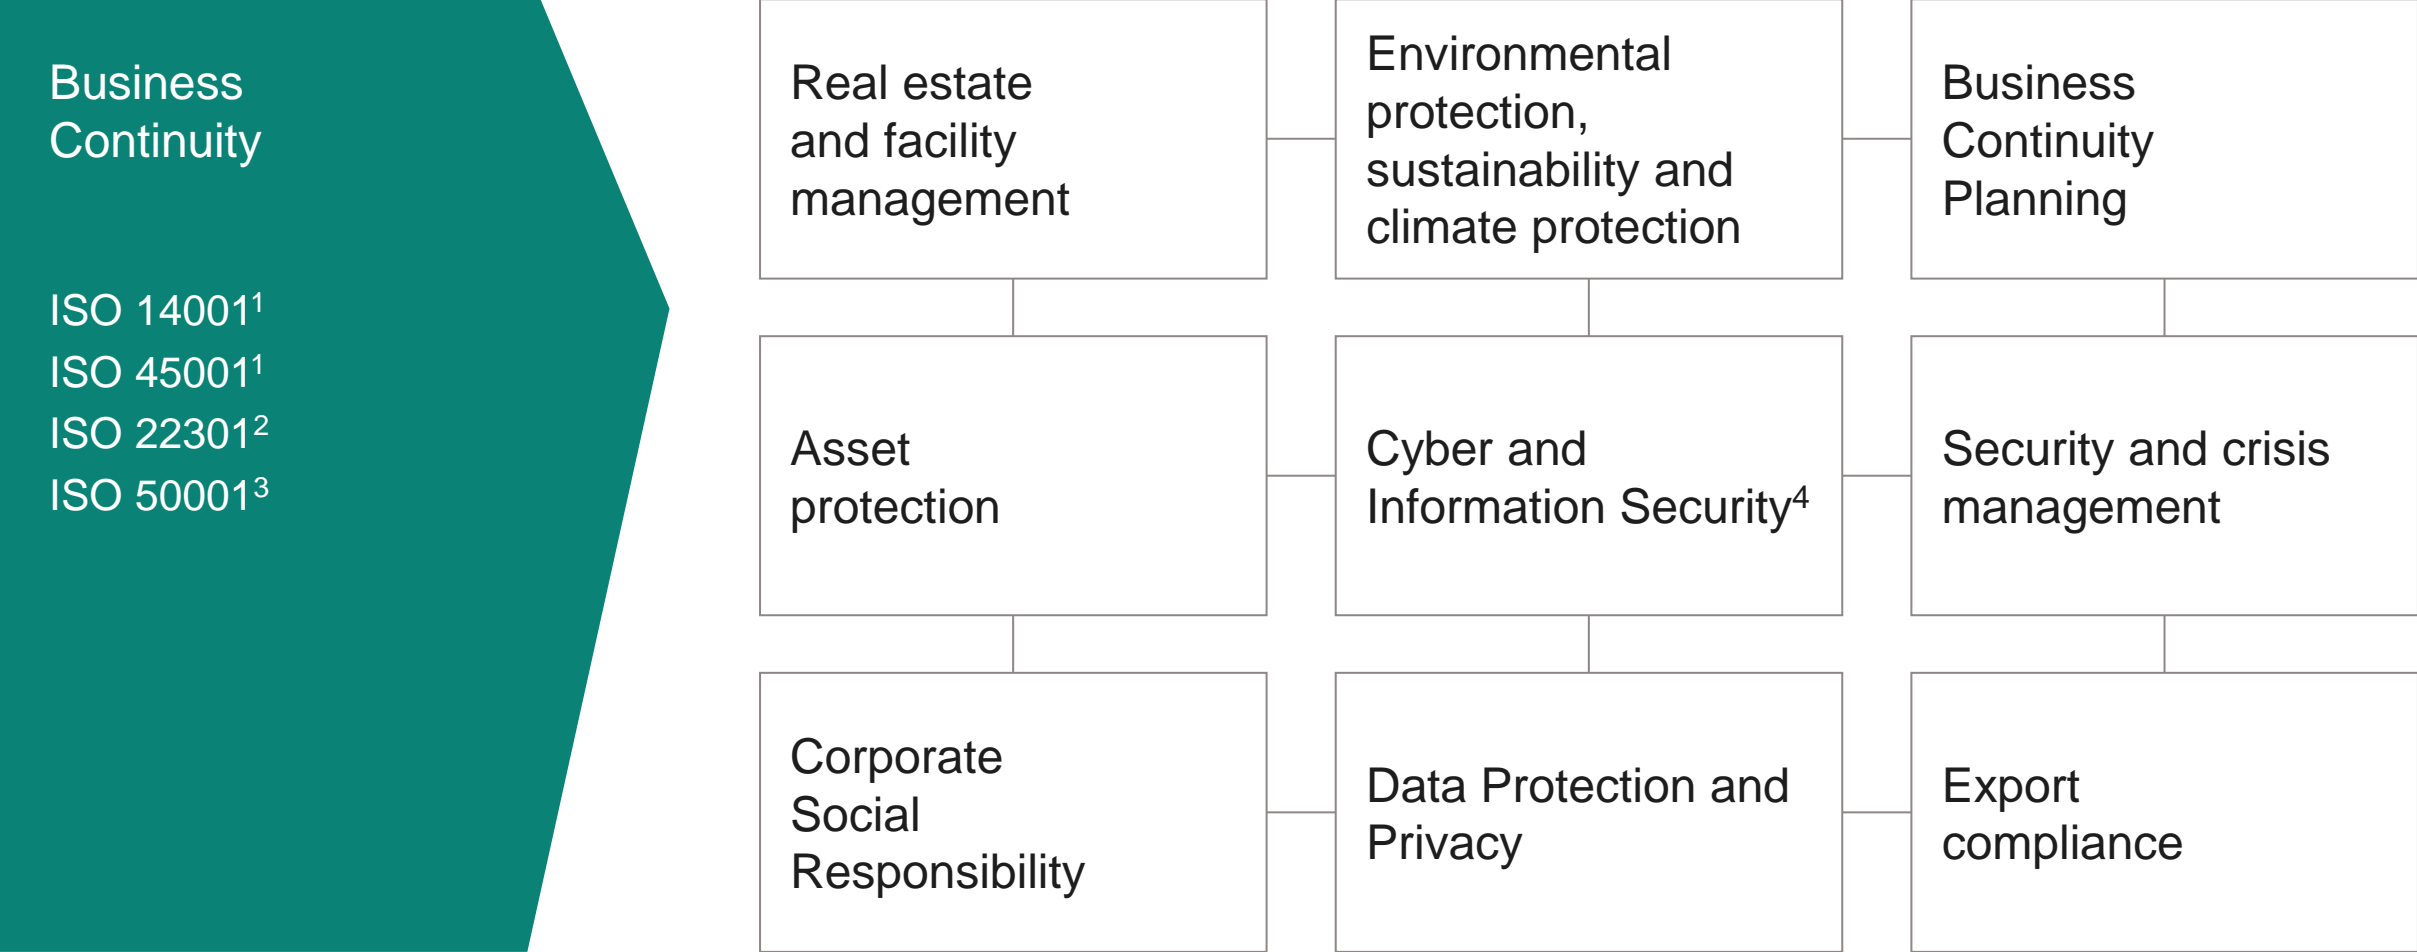 Business
Continuity
ISO 14001¹
ISO 45001¹
ISO 22301²
ISO 50001³
Real estate
and facility
management
Environmental
protection,
sustainability and
climate protection
Business
Continuity
Planning
Asset
protection
Cyber and
Information Security⁴
Security and crisis
management
Corporate
Social
Responsibility
Data Protection and
Privacy
Export
compliance